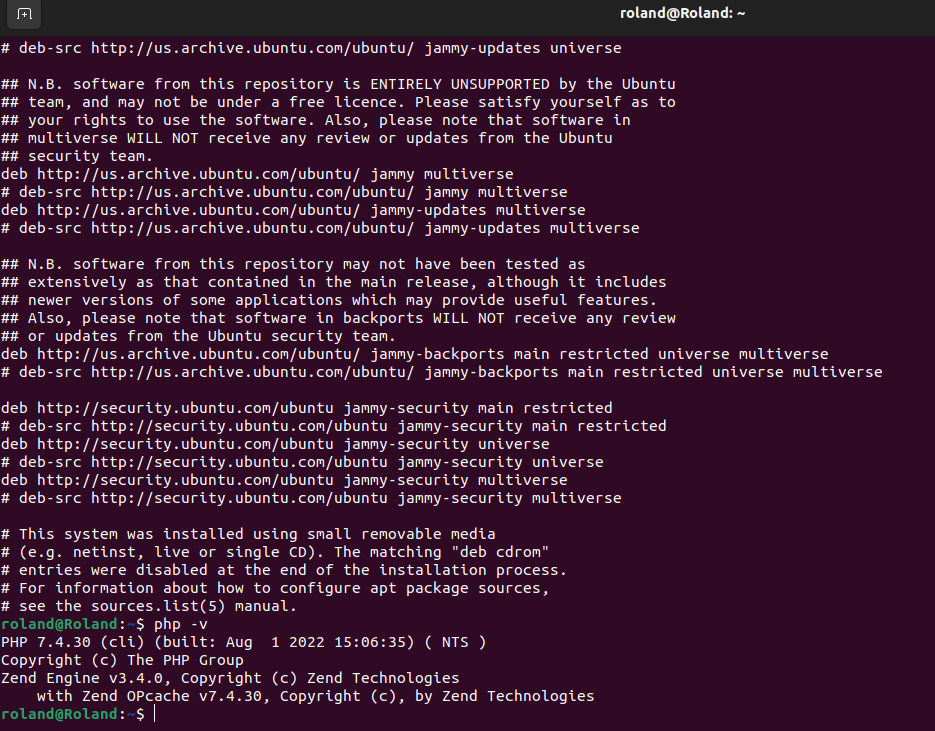 roland@Roland: ~
# deb-src http://us.archive.ubuntu.com/ubuntu/ jammy-updates universe
## N.B. software from this repository is ENTIRELY UNSUPPORTED by the Ubuntu
## team, and may not be under a free licence. Please satisfy yourself as to
## your rights to use the software. Also, please note that software in
## multiverse WILL NOT receive any review or updates from the Ubuntu
## security team.
deb http://us.archive.ubuntu.com/ubuntu/ jammy multiverse
# deb-src http://us.archive.ubuntu.com/ubuntu/ jammy multiverse
deb http://us.archive.ubuntu.com/ubuntu/ jammy-updates multiverse
# deb-src http://us.archive.ubuntu.com/ubuntu/ jammy-updates multiverse
## N.B. software from this repository may not have been tested as
## extensively as that contained in the main release, although it includes
## newer versions of some applications which may provide useful features.
## Also, please note that software in backports WILL NOT receive any review
## or updates from the Ubuntu security team.
deb http://us.archive.ubuntu.com/ubuntu/ jammy-backports main restricted universe multiverse
# deb-src http://us.archive.ubuntu.com/ubuntu/ jammy-backports main restricted universe multiverse
deb http://security.ubuntu.com/ubuntu jammy-security main restricted
# deb-src http://security.ubuntu.com/ubuntu jammy-security main restricted
deb http://security.ubuntu.com/ubuntu jammy-security universe
# deb-src http://security.ubuntu.com/ubuntu jammy-security universe
deb http://security.ubuntu.com/ubuntu jammy-security multiverse
# deb-src http://security.ubuntu.com/ubuntu jammy-security multiverse
# This system was installed using small removable media
# (e.g. netinst, live or single CD). The matching "deb cdrom"
# entries were disabled at the end of the installation process.
# For information about how to configure apt package sources,
# see the sources.list(5) manual.
roland@Roland:~$ php -v
PHP 7.4.30 (cli) (built: Aug  1 2022 15:06:35) ( NTS )
Copyright (c) The PHP Group
Zend Engine v3.4.0, Copyright (c) Zend Technologies
    with Zend OPcache v7.4.30, Copyright (c), by Zend Technologies
roland@Roland:~$